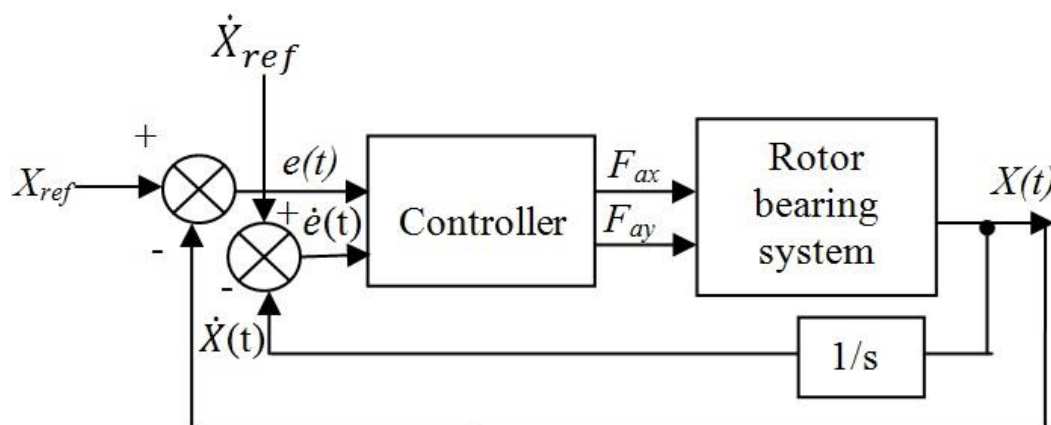 Ẋ_ref
+
X_ref
-
e(t)
+
ė(t)
-
Ẋ(t)
Controller
F_ax
F_ay
Rotor
bearing
system
X(t)
1/s